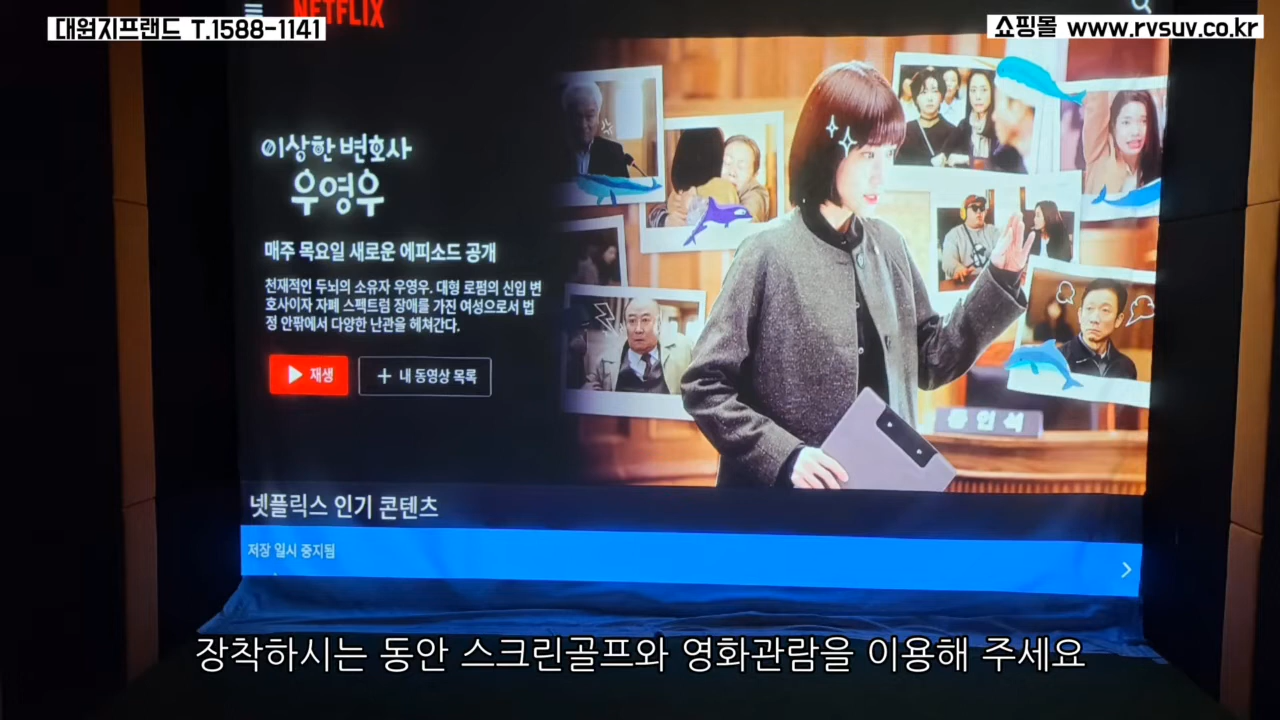 대원지프랜드 T.1588-1141
쇼핑몰 www.rvsuv.co.kr
NETFLIX
이상한 변호사
우영우
매주 목요일 새로운 에피소드 공개
천재적인 두뇌의 소유자 우영우. 대형 로펌의 신입 변
호사이자 자폐 스펙트럼 장애를 가진 여성으로서 법
정 안팎에서 다양한 난관을 헤쳐간다.
재생
+ 내 동영상 목록
넷플릭스 인기 콘텐츠
저장 일시 중지됨
장착하시는 동안 스크린골프와 영화관람을 이용해 주세요